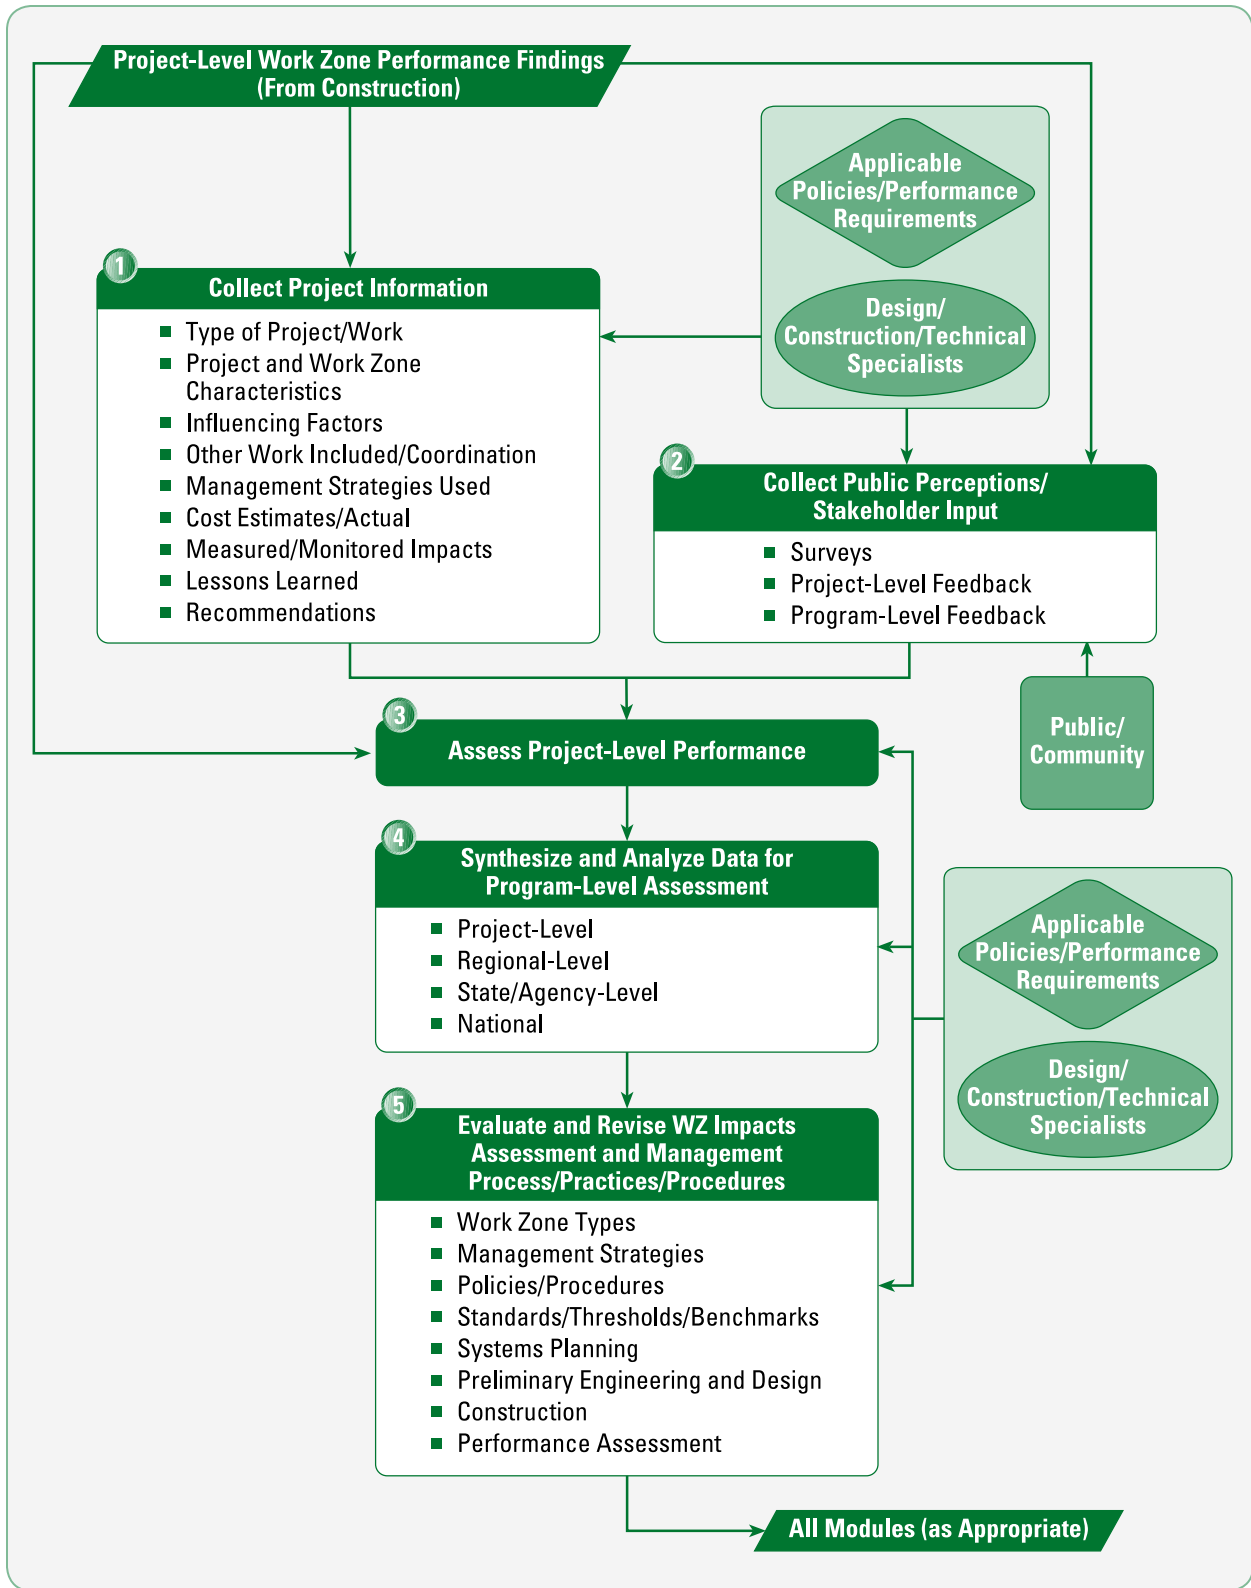 Project-Level Work Zone Performance Findings
(From Construction)
Applicable
Policies/Performance
Requirements
Design/
Construction/Technical
Specialists
1
Collect Project Information
Type of Project/Work
Project and Work Zone
Characteristics
Influencing Factors
Other Work Included/Coordination
Management Strategies Used
Cost Estimates/Actual
Measured/Monitored Impacts
Lessons Learned
Recommendations
2
Collect Public Perceptions/
Stakeholder Input
Surveys
Project-Level Feedback
Program-Level Feedback
Public/
Community
3
Assess Project-Level Performance
4
Synthesize and Analyze Data for
Program-Level Assessment
Project-Level
Regional-Level
State/Agency-Level
National
Applicable
Policies/Performance
Requirements
Design/
Construction/Technical
Specialists
5
Evaluate and Revise WZ Impacts
Assessment and Management
Process/Practices/Procedures
Work Zone Types
Management Strategies
Policies/Procedures
Standards/Thresholds/Benchmarks
Systems Planning
Preliminary Engineering and Design
Construction
Performance Assessment
All Modules (as Appropriate)